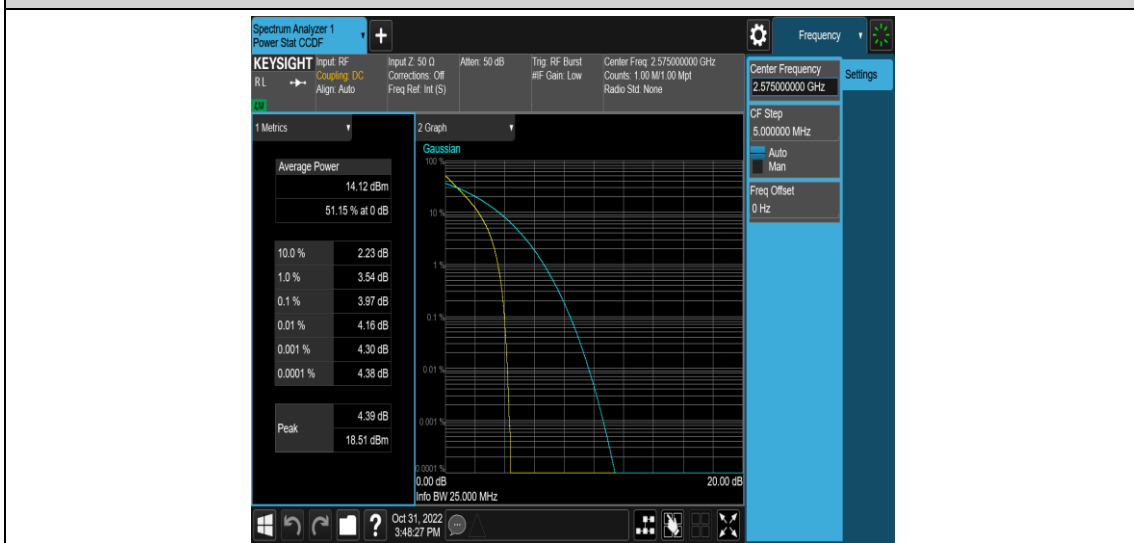 Spectrum Analyzer 1
Power Stat CCDF
+
Frequency
KEYSIGHT
RL
LXI
Input: RF
Coupling: DC
Align: Auto
Input Z: 50 Ω
Corrections: Off
Freq Ref: Int (S)
Atten: 50 dB
Trig: RF Burst
#IF Gain: Low
Center Freq: 2.575000000 GHz
Counts: 1.00 M/1.00 Mpt
Radio Std: None
Center Frequency
2.575000000 GHz
Settings
CF Step
5.000000 MHz
Auto
Man
Freq Offset
0 Hz
1 Metrics
Average Power
14.12 dBm
51.15 % at 0 dB
10.0 % 2.23 dB
1.0 % 3.54 dB
0.1 % 3.97 dB
0.01 % 4.16 dB
0.001 % 4.30 dB
0.0001 % 4.38 dB
Peak 4.39 dB
18.51 dBm
2 Graph
Gaussian
100 %
10 %
1 %
0.1 %
0.01 %
0.001 %
0.0001 %
0.00 dB 20.00 dB
Info BW 25.000 MHz
?
Oct 31, 2022
3:48:27 PM